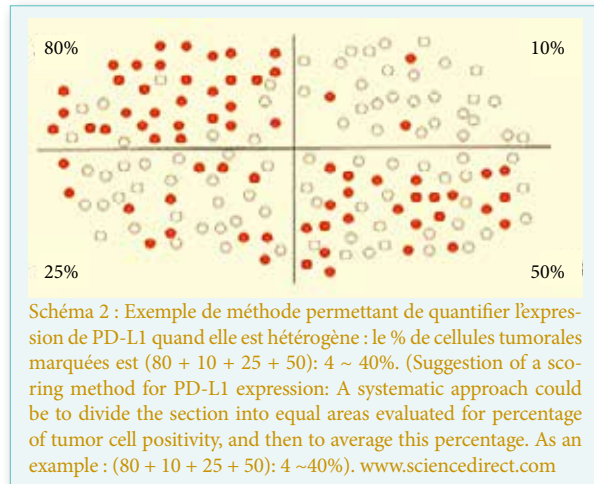 80% 10%
25% 50%
Schéma 2 : Exemple de méthode permettant de quantifier l'expres-
sion de PD-L1 quand elle est hétérogène : le % de cellules tumorales
marquées est (80 + 10 + 25 + 50): 4 ~ 40%. (Suggestion of a sco-
ring method for PD-L1 expression: A systematic approach could
be to divide the section into equal areas evaluated for percentage
of tumor cell positivity, and then to average this percentage. As an
example : (80 + 10 + 25 + 50): 4 ~40%). www.sciencedirect.com